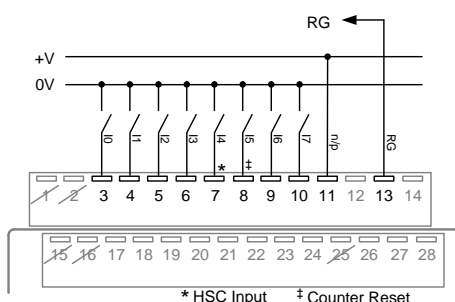 RG
+V
0V
I0 I1 I2 I3 I4 I5 I6 I7 n/p RG
* ‡
1 2 3 4 5 6 7 8 9 10 11 12 13 14
15 16 17 18 19 20 21 22 23 24 25 26 27 28
* HSC Input ‡ Counter Reset